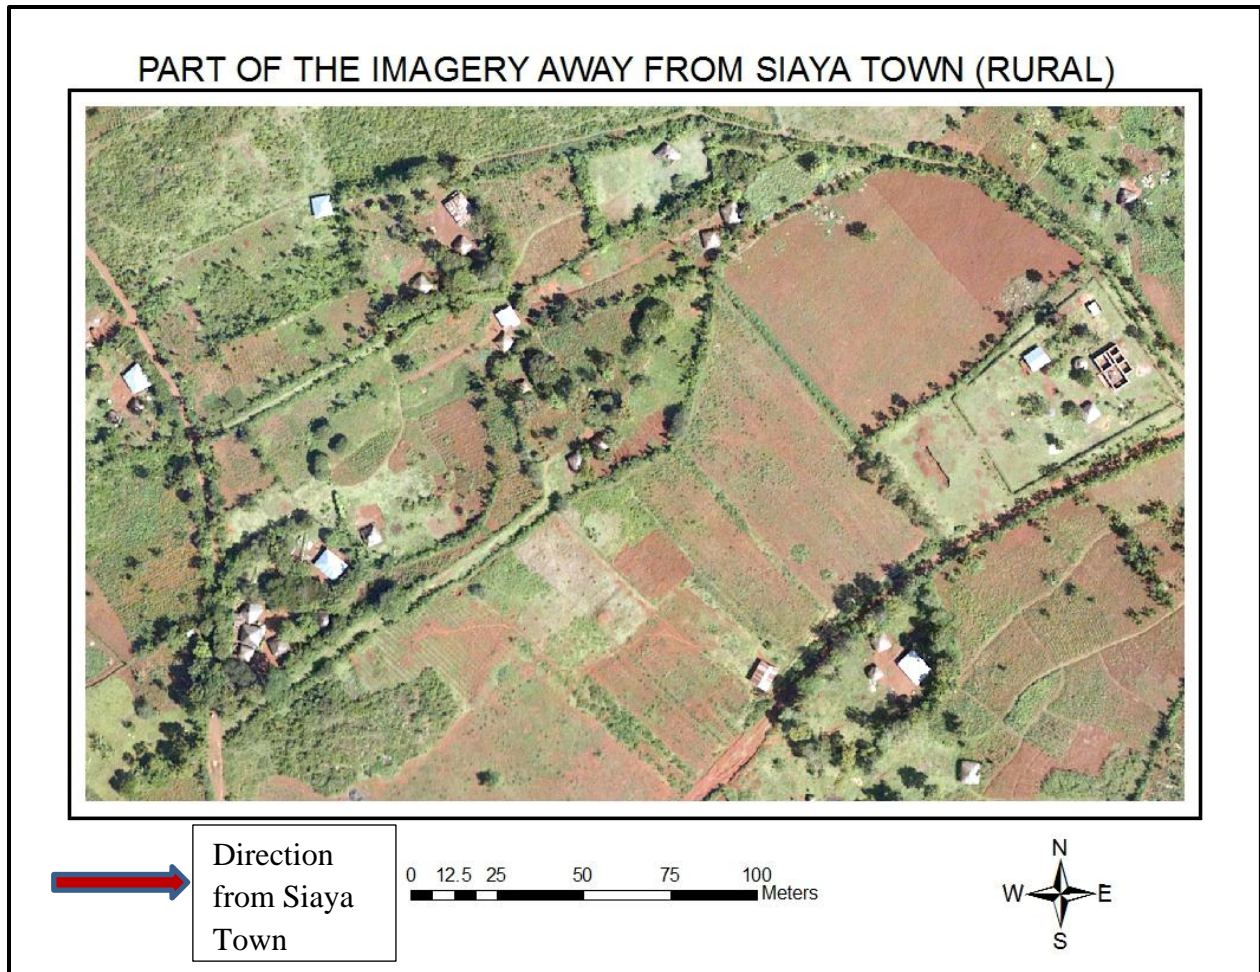 PART OF THE IMAGERY AWAY FROM SIAYA TOWN (RURAL)
Direction
from Siaya
Town
0 12.5 25 50 75 100
Meters
N
W E
S